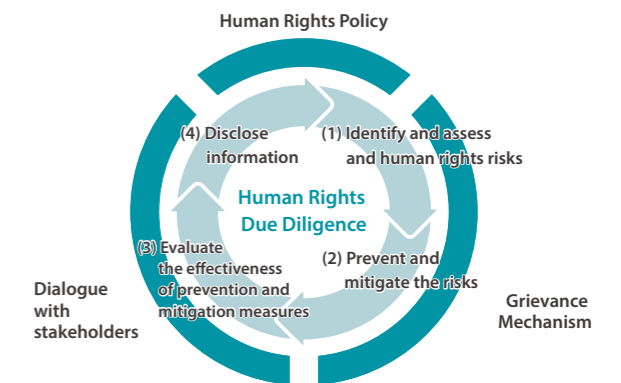 Human Rights Policy
(4) Disclose
information
(1) Identify and assess
and human rights risks
Human Rights
Due Diligence
(3) Evaluate
the effectiveness
of prevention and
mitigation measures
(2) Prevent and
mitigate the risks
Dialogue
with
stakeholders
Grievance
Mechanism